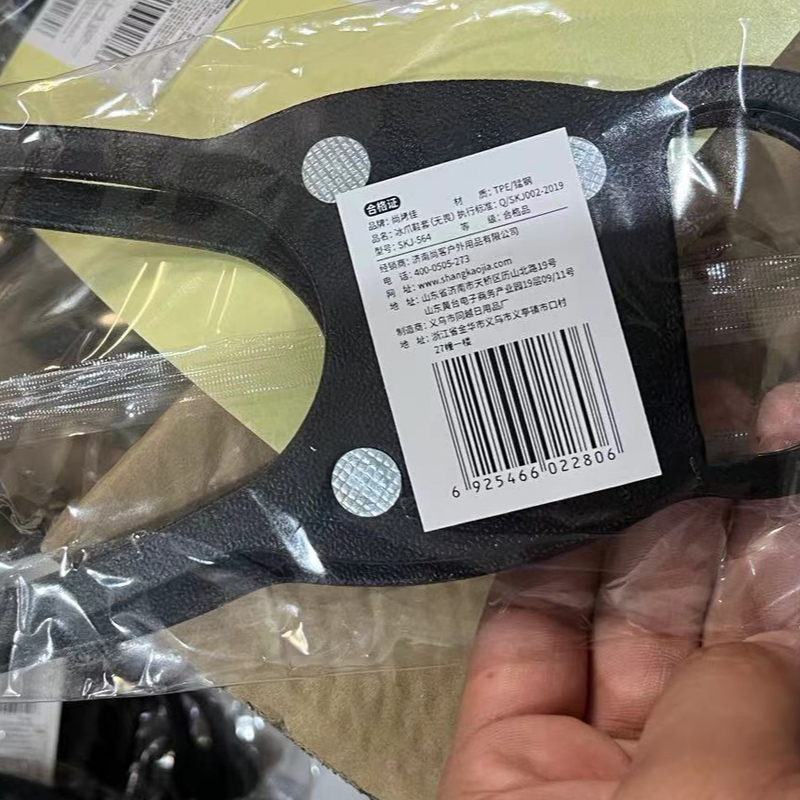 合格证
材 质：TPE/锰钢
品牌：尚烤佳 执行标准：Q/SKJ002-2019
品名：冰爪鞋套(无畏) 等 级：合格品
型号：SKJ-564
经销商：济南尚客户外用品有限公司
电 话：400-0505-273
网 址：www.shangkaojia.com
地 址：山东省济南市天桥区历山北路19号
山东黄台电子商务产业园19层09/11号
制造商：义乌市同越日用品厂
地 址：浙江省金华市义乌市义亭镇市口村
27幢一楼
6 925466 022806